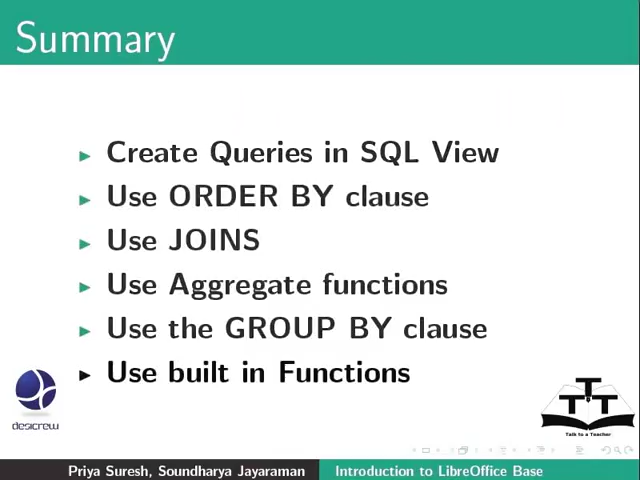 Summary
Create Queries in SQL View
Use ORDER BY clause
Use JOINS
Use Aggregate functions
Use the GROUP BY clause
Use built in Functions
desicrew
T T T
Talk to a Teacher
Priya Suresh, Soundharya Jayaraman Introduction to LibreOffice Base